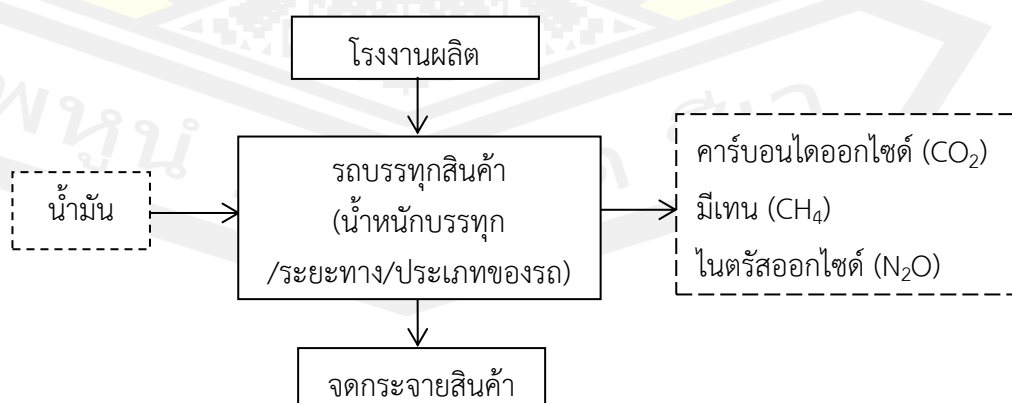 โรงงานผลิต
รถบรรทุกสินค้า
(น้ำหนักบรรทุก
/ระยะทาง/ประเภทของรถ)
น้ำมัน
คาร์บอนไดออกไซด์ (CO₂)
มีเทน (CH₄)
ไนตรัสออกไซด์ (N₂O)
จดกระจายสินค้า